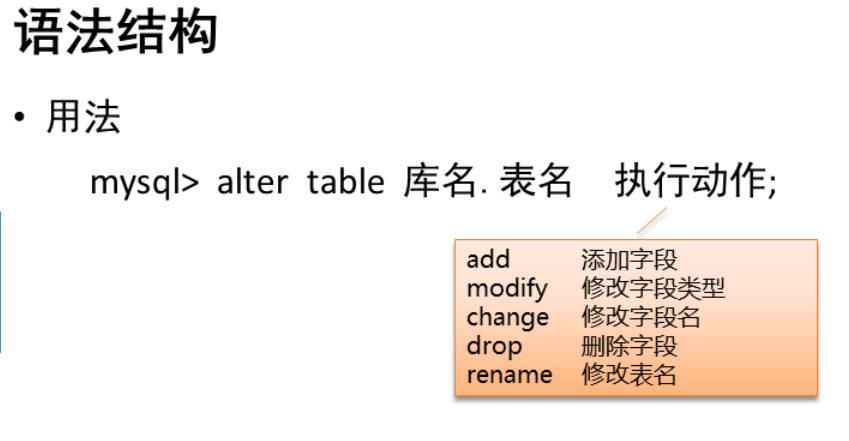 语法结构
• 用法
mysql> alter table 库名.表名 执行动作;
add 添加字段
modify 修改字段类型
change 修改字段名
drop 删除字段
rename 修改表名